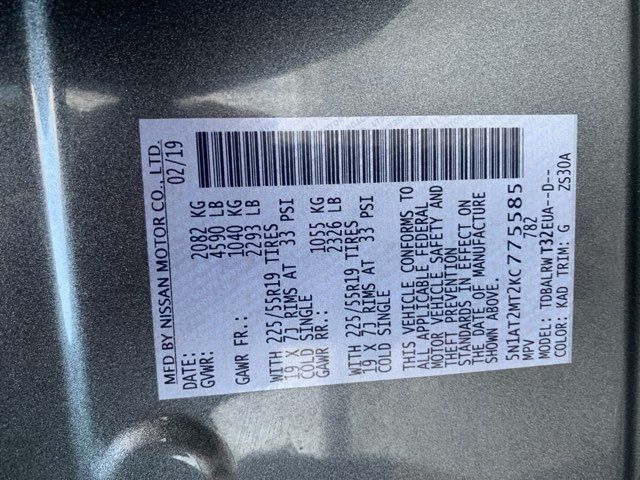 MFD BY NISSAN MOTOR CO., LTD.
DATE: 02/19
GVWR: 2082 KG
4590 LB
GAWR FR.: 1040 KG
2293 LB
WITH 225/55R19 TIRES
19 X 7J RIMS AT 33 PSI
COLD SINGLE
GAWR RR.: 1055 KG
2326 LB
WITH 225/55R19 TIRES
19 X 7J RIMS AT 33 PSI
COLD SINGLE
THIS VEHICLE CONFORMS TO
ALL APPLICABLE FEDERAL
MOTOR VEHICLE SAFETY AND
THEFT PREVENTION
STANDARDS IN EFFECT ON
THE DATE OF MANUFACTURE
SHOWN ABOVE.
5N1AT2MT2KC775585
MPV 782
MODEL: TDBALRWT32EUA--D--
COLOR: KAD TRIM: G ZS30A